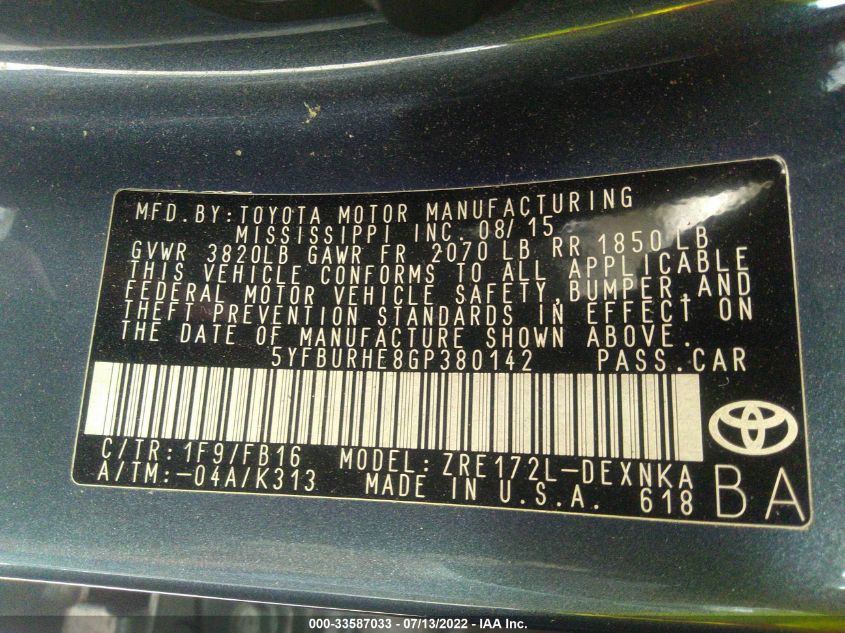 MFD. BY: TOYOTA MOTOR MANUFACTURING
MISSISSIPPI INC. 08/15
GVWR 3820LB GAWR FR 2070 LB RR 1850 LB
THIS VEHICLE CONFORMS TO ALL APPLICABLE
FEDERAL MOTOR VEHICLE SAFETY, BUMPER, AND
THEFT PREVENTION STANDARDS IN EFFECT ON
THE DATE OF MANUFACTURE SHOWN ABOVE.
5YFBURHE8GP380142 PASS. CAR
C/TR: 1F9/FB16 MODEL: ZRE172L-DEXNKA
A/TM: -04A/K313 MADE IN U.S.A. 618
BA
000-33587033 // 07/13/2022 - IAA Inc.